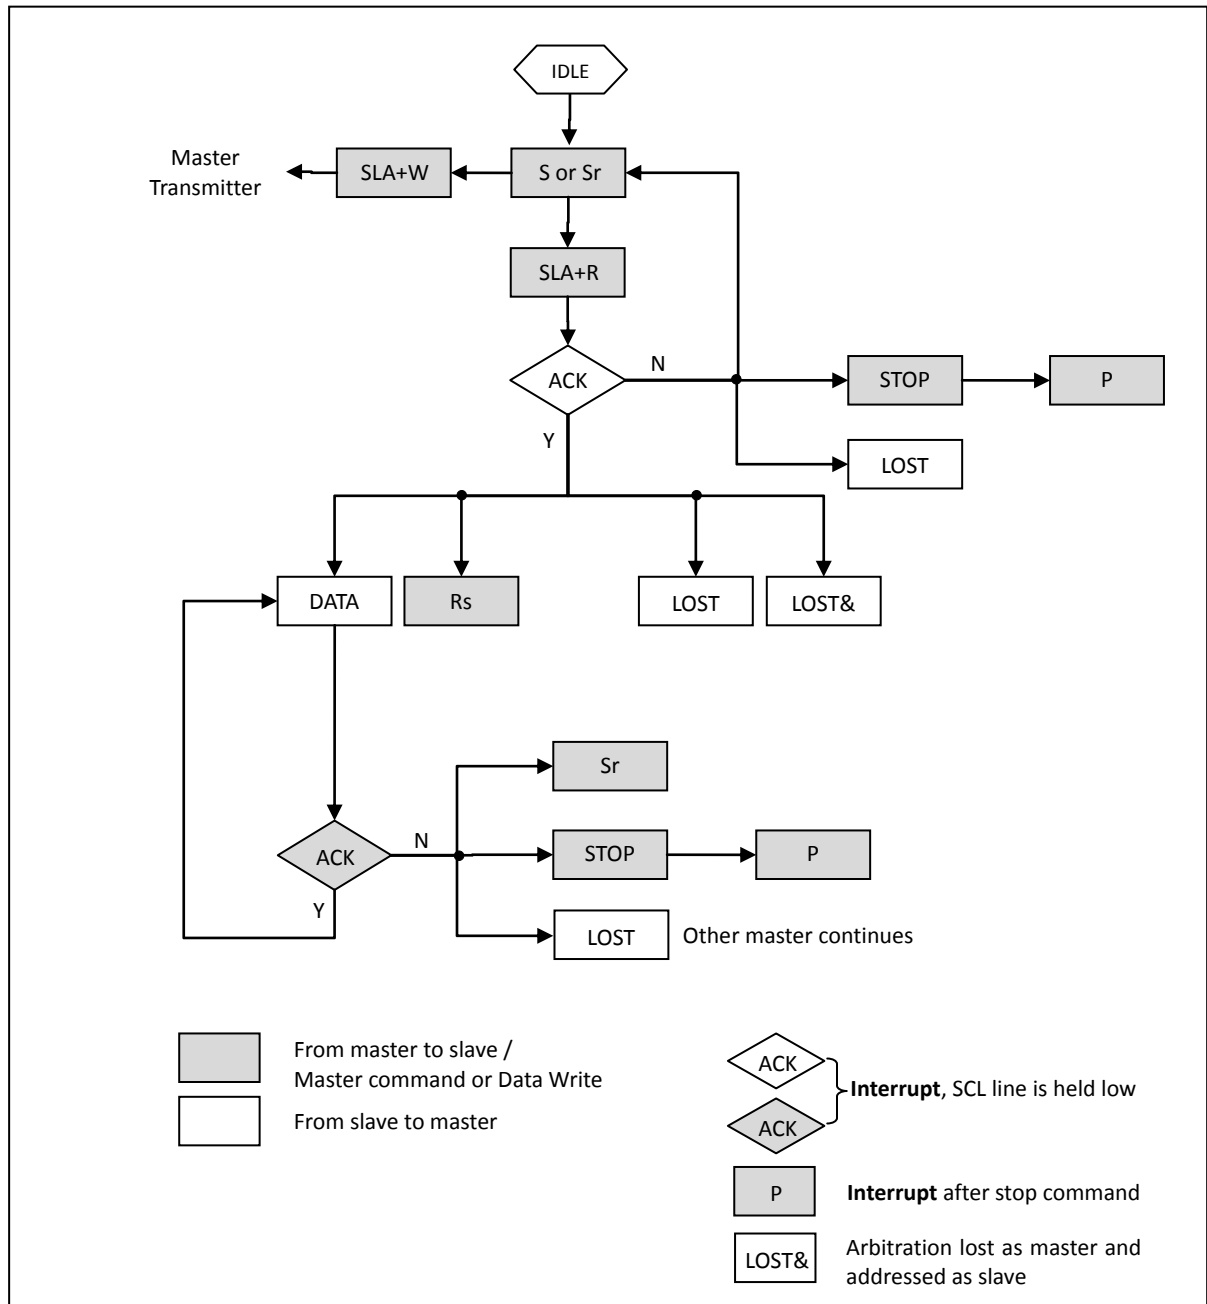 IDLE
Master
Transmitter
SLA+W
S or Sr
SLA+R
ACK
N
STOP
P
Y
LOST
DATA
Rs
LOST
LOST&
Sr
ACK
N
STOP
P
Y
LOST
Other master continues
From master to slave /
Master command or Data Write
From slave to master
ACK
Interrupt, SCL line is held low
ACK
P
Interrupt after stop command
LOST&
Arbitration lost as master and
addressed as slave